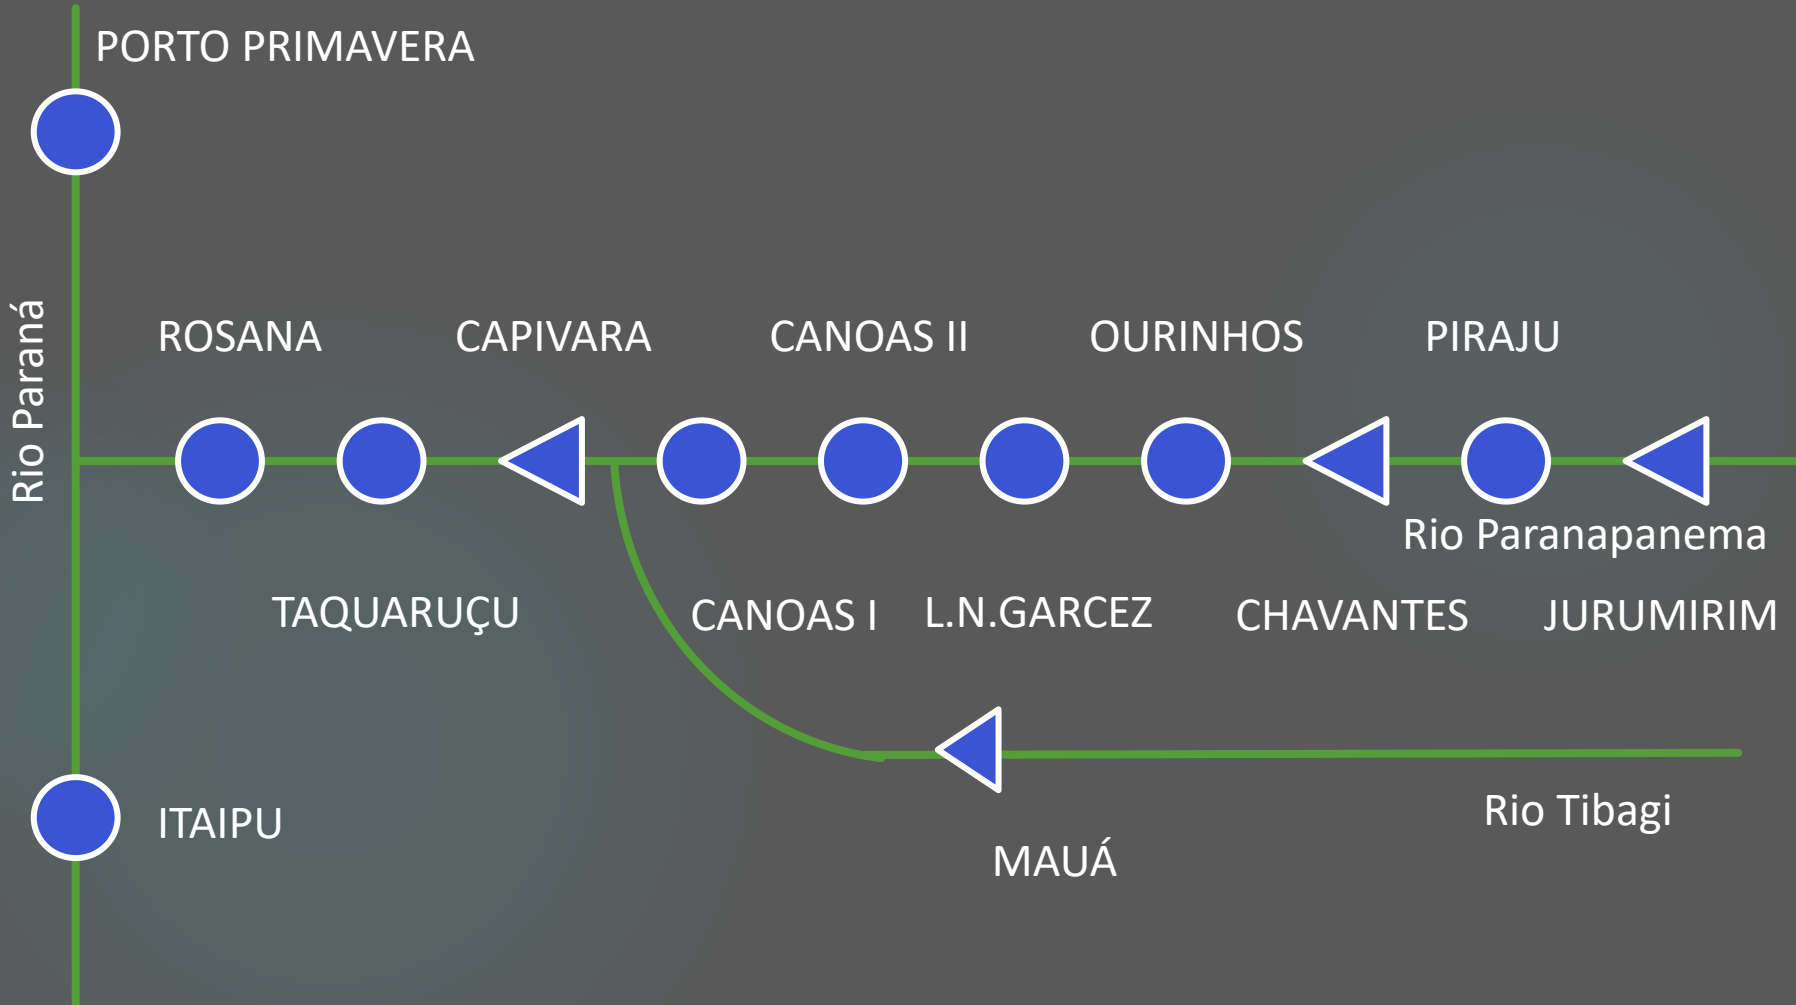 PORTO PRIMAVERA
Rio Paraná
ROSANA
CAPIVARA
CANOAS II
OURINHOS
PIRAJU
Rio Paranapanema
TAQUARUÇU
CANOAS I
L.N.GARCEZ
CHAVANTES
JURUMIRIM
ITAIPU
Rio Tibagi
MAUÁ